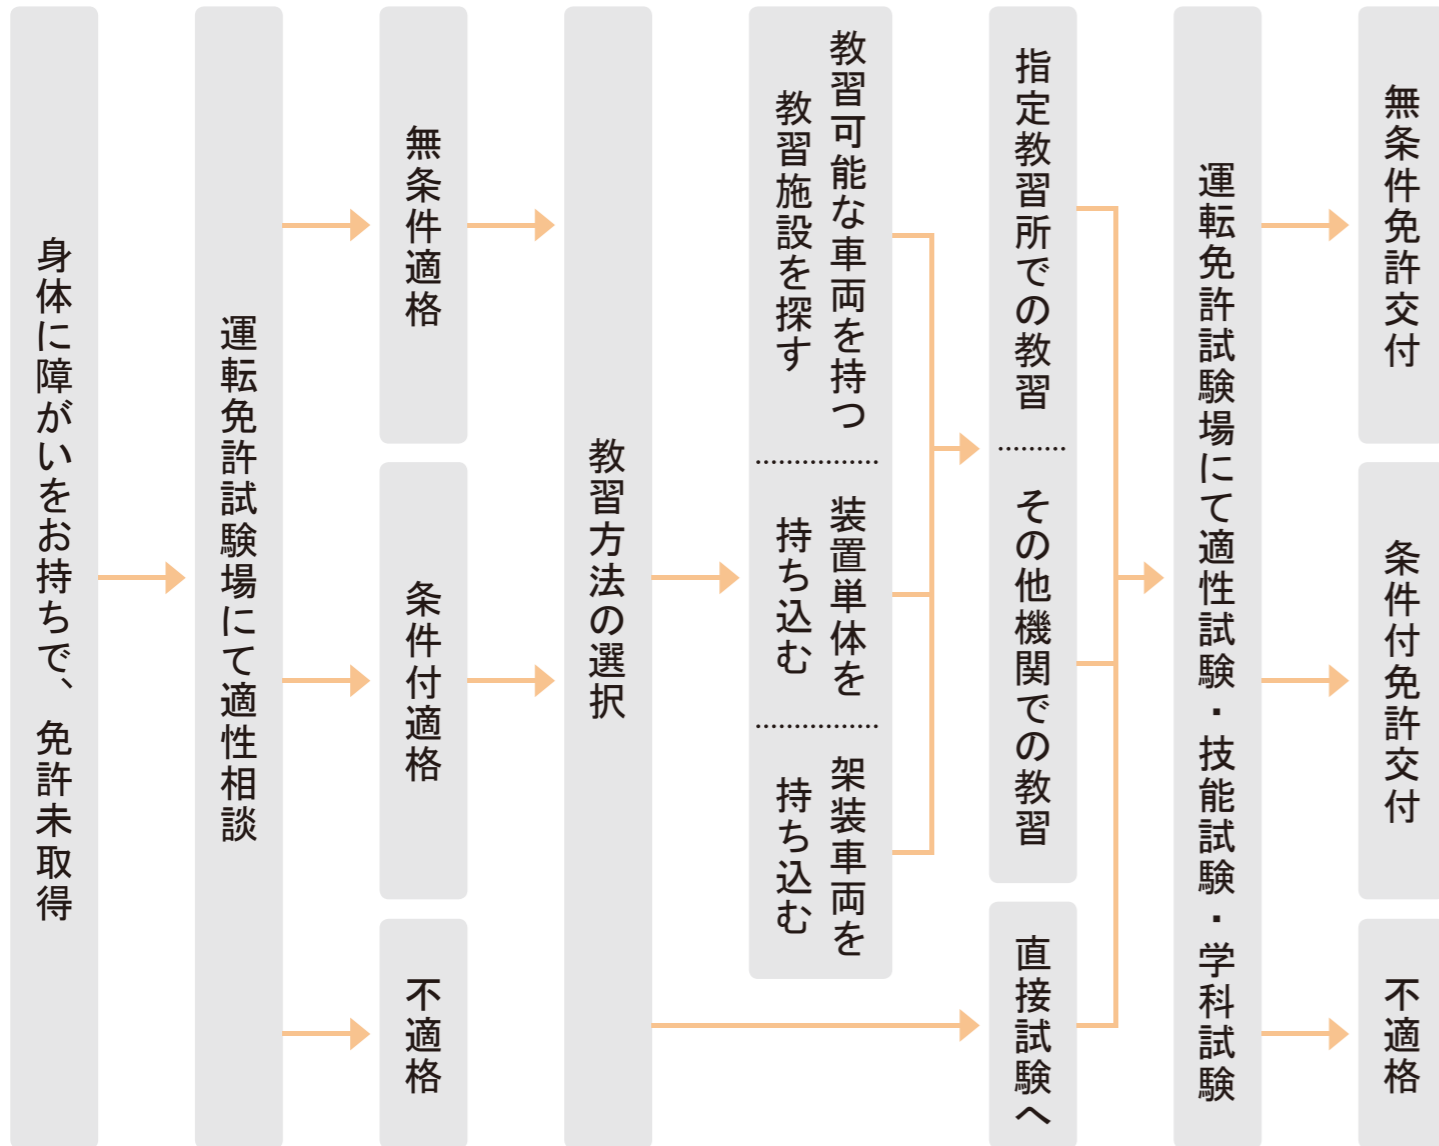 身体に障がいをお持ちで、免許未取得
運転免許試験場にて適性相談
無条件適格
条件付適格
不適格
教習方法の選択
教習可能な車両を持つ
教習施設を探す
装置単体を
持ち込む
架装車両を
持ち込む
指定教習所での教習
その他機関での教習
直接試験へ
運転免許試験場にて適性試験・技能試験・学科試験
無条件免許交付
条件付免許交付
不適格